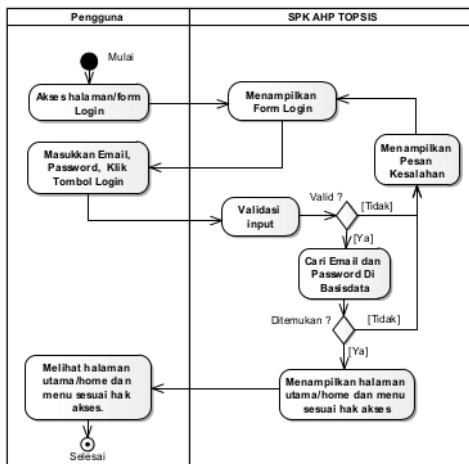 Pengguna
SPK AHP TOPSIS
Mulai
Akses halaman/form
Login
Menampilkan
Form Login
Masukkan Email,
Password, Klik
Tombol Login
Menampilkan
Pesan
Kesalahan
Validasi
input
Valid ?
[Tidak]
[Ya]
Cari Email dan
Password Di
Basisdata
Ditemukan ?
[Tidak]
[Ya]
Melihat halaman
utama/home dan
menu sesuai hak
akses.
Menampilkan halaman
utama/home dan menu
sesuai hak akses
Selesai